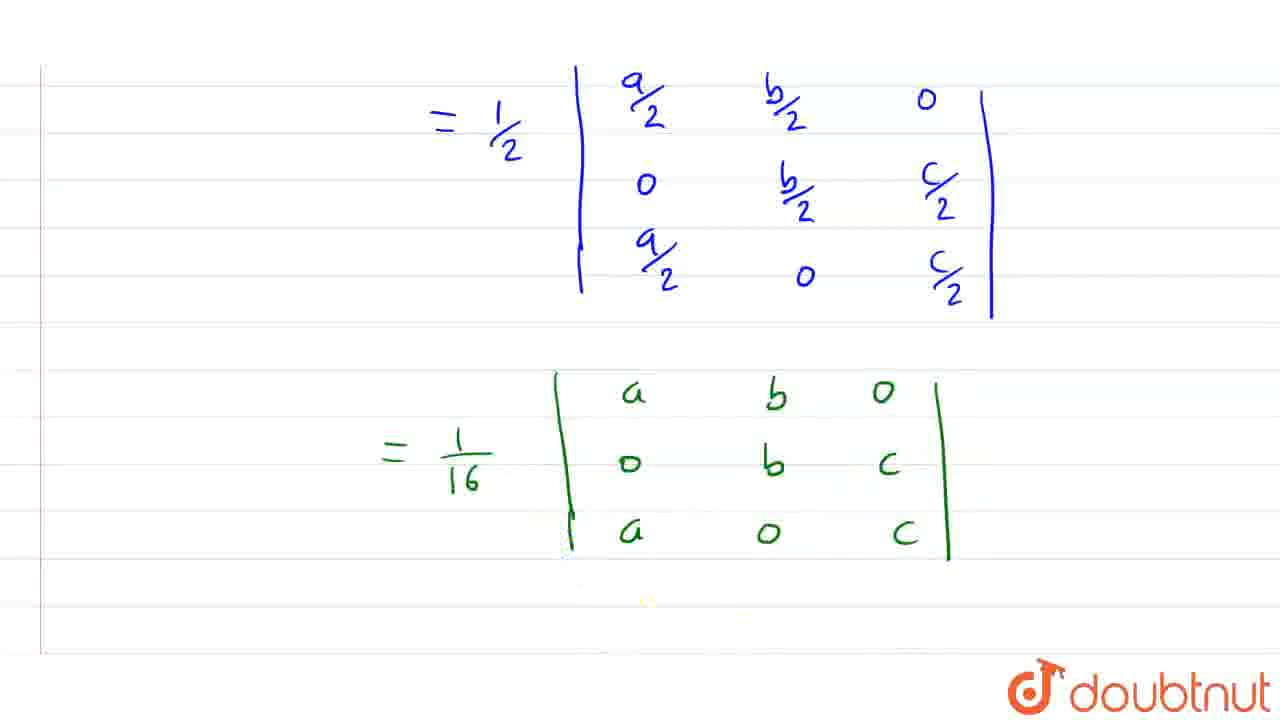 = 1/2 | a/2 b/2 0 |
| 0 b/2 c/2 |
| a/2 0 c/2 |
= 1/16 | a b 0 |
| 0 b c |
| a 0 c |
doubtnut